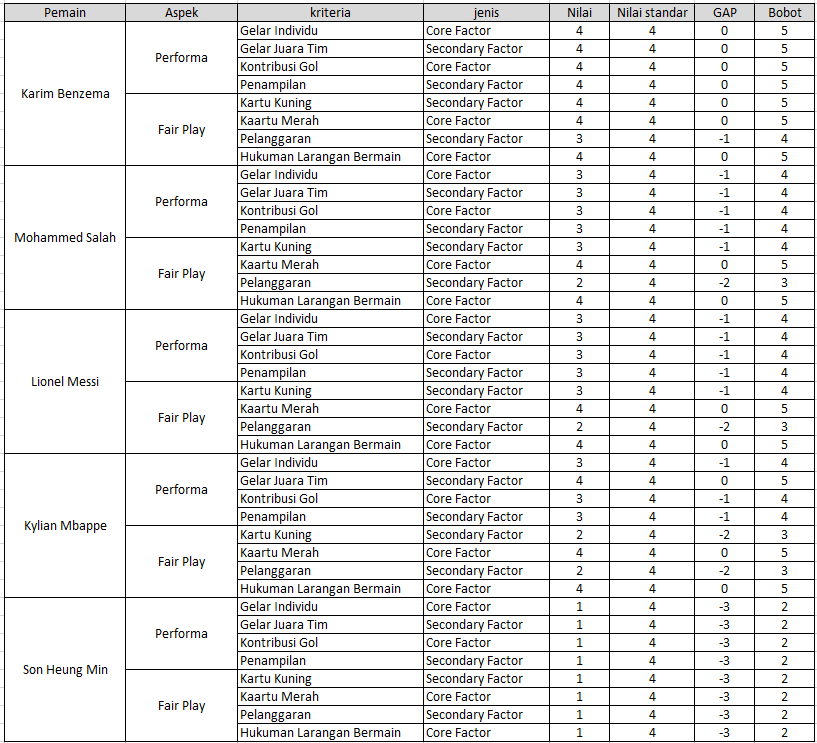 Pemain Aspek kriteria jenis Nilai Nilai standar GAP Bobot
Karim Benzema Performa Gelar Individu Core Factor 4 4 0 5
Gelar Juara Tim Secondary Factor 4 4 0 5
Kontribusi Gol Core Factor 4 4 0 5
Penampilan Secondary Factor 4 4 0 5
Fair Play Kartu Kuning Secondary Factor 4 4 0 5
Kaartu Merah Core Factor 4 4 0 5
Pelanggaran Secondary Factor 3 4 -1 4
Hukuman Larangan Bermain Core Factor 4 4 0 5
Mohammed Salah Performa Gelar Individu Core Factor 3 4 -1 4
Gelar Juara Tim Secondary Factor 3 4 -1 4
Kontribusi Gol Core Factor 3 4 -1 4
Penampilan Secondary Factor 3 4 -1 4
Fair Play Kartu Kuning Secondary Factor 3 4 -1 4
Kaartu Merah Core Factor 4 4 0 5
Pelanggaran Secondary Factor 2 4 -2 3
Hukuman Larangan Bermain Core Factor 4 4 0 5
Lionel Messi Performa Gelar Individu Core Factor 3 4 -1 4
Gelar Juara Tim Secondary Factor 3 4 -1 4
Kontribusi Gol Core Factor 3 4 -1 4
Penampilan Secondary Factor 3 4 -1 4
Fair Play Kartu Kuning Secondary Factor 3 4 -1 4
Kaartu Merah Core Factor 4 4 0 5
Pelanggaran Secondary Factor 2 4 -2 3
Hukuman Larangan Bermain Core Factor 4 4 0 5
Kylian Mbappe Performa Gelar Individu Core Factor 3 4 -1 4
Gelar Juara Tim Secondary Factor 4 4 0 5
Kontribusi Gol Core Factor 3 4 -1 4
Penampilan Secondary Factor 3 4 -1 4
Fair Play Kartu Kuning Secondary Factor 2 4 -2 3
Kaartu Merah Core Factor 4 4 0 5
Pelanggaran Secondary Factor 2 4 -2 3
Hukuman Larangan Bermain Core Factor 4 4 0 5
Son Heung Min Performa Gelar Individu Core Factor 1 4 -3 2
Gelar Juara Tim Secondary Factor 1 4 -3 2
Kontribusi Gol Core Factor 1 4 -3 2
Penampilan Secondary Factor 1 4 -3 2
Fair Play Kartu Kuning Secondary Factor 1 4 -3 2
Kaartu Merah Core Factor 1 4 -3 2
Pelanggaran Secondary Factor 1 4 -3 2
Hukuman Larangan Bermain Core Factor 1 4 -3 2